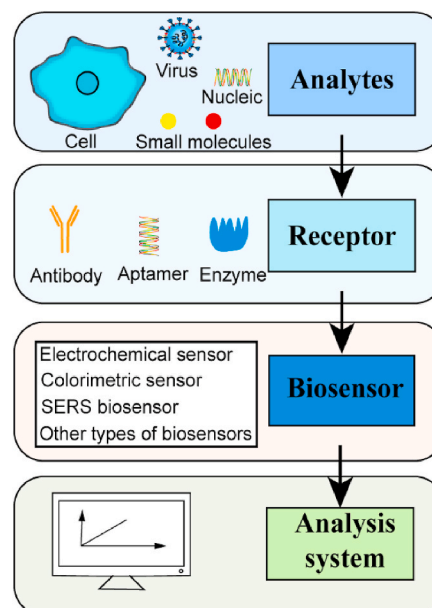 Virus
Nucleic
Cell
Small molecules
Analytes
Antibody
Aptamer
Enzyme
Receptor
Electrochemical sensor
Colorimetric sensor
SERS biosensor
Other types of biosensors
Biosensor
Analysis
system